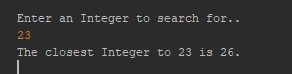 Enter an Integer to search for..
23
The closest Integer to 23 is 26.